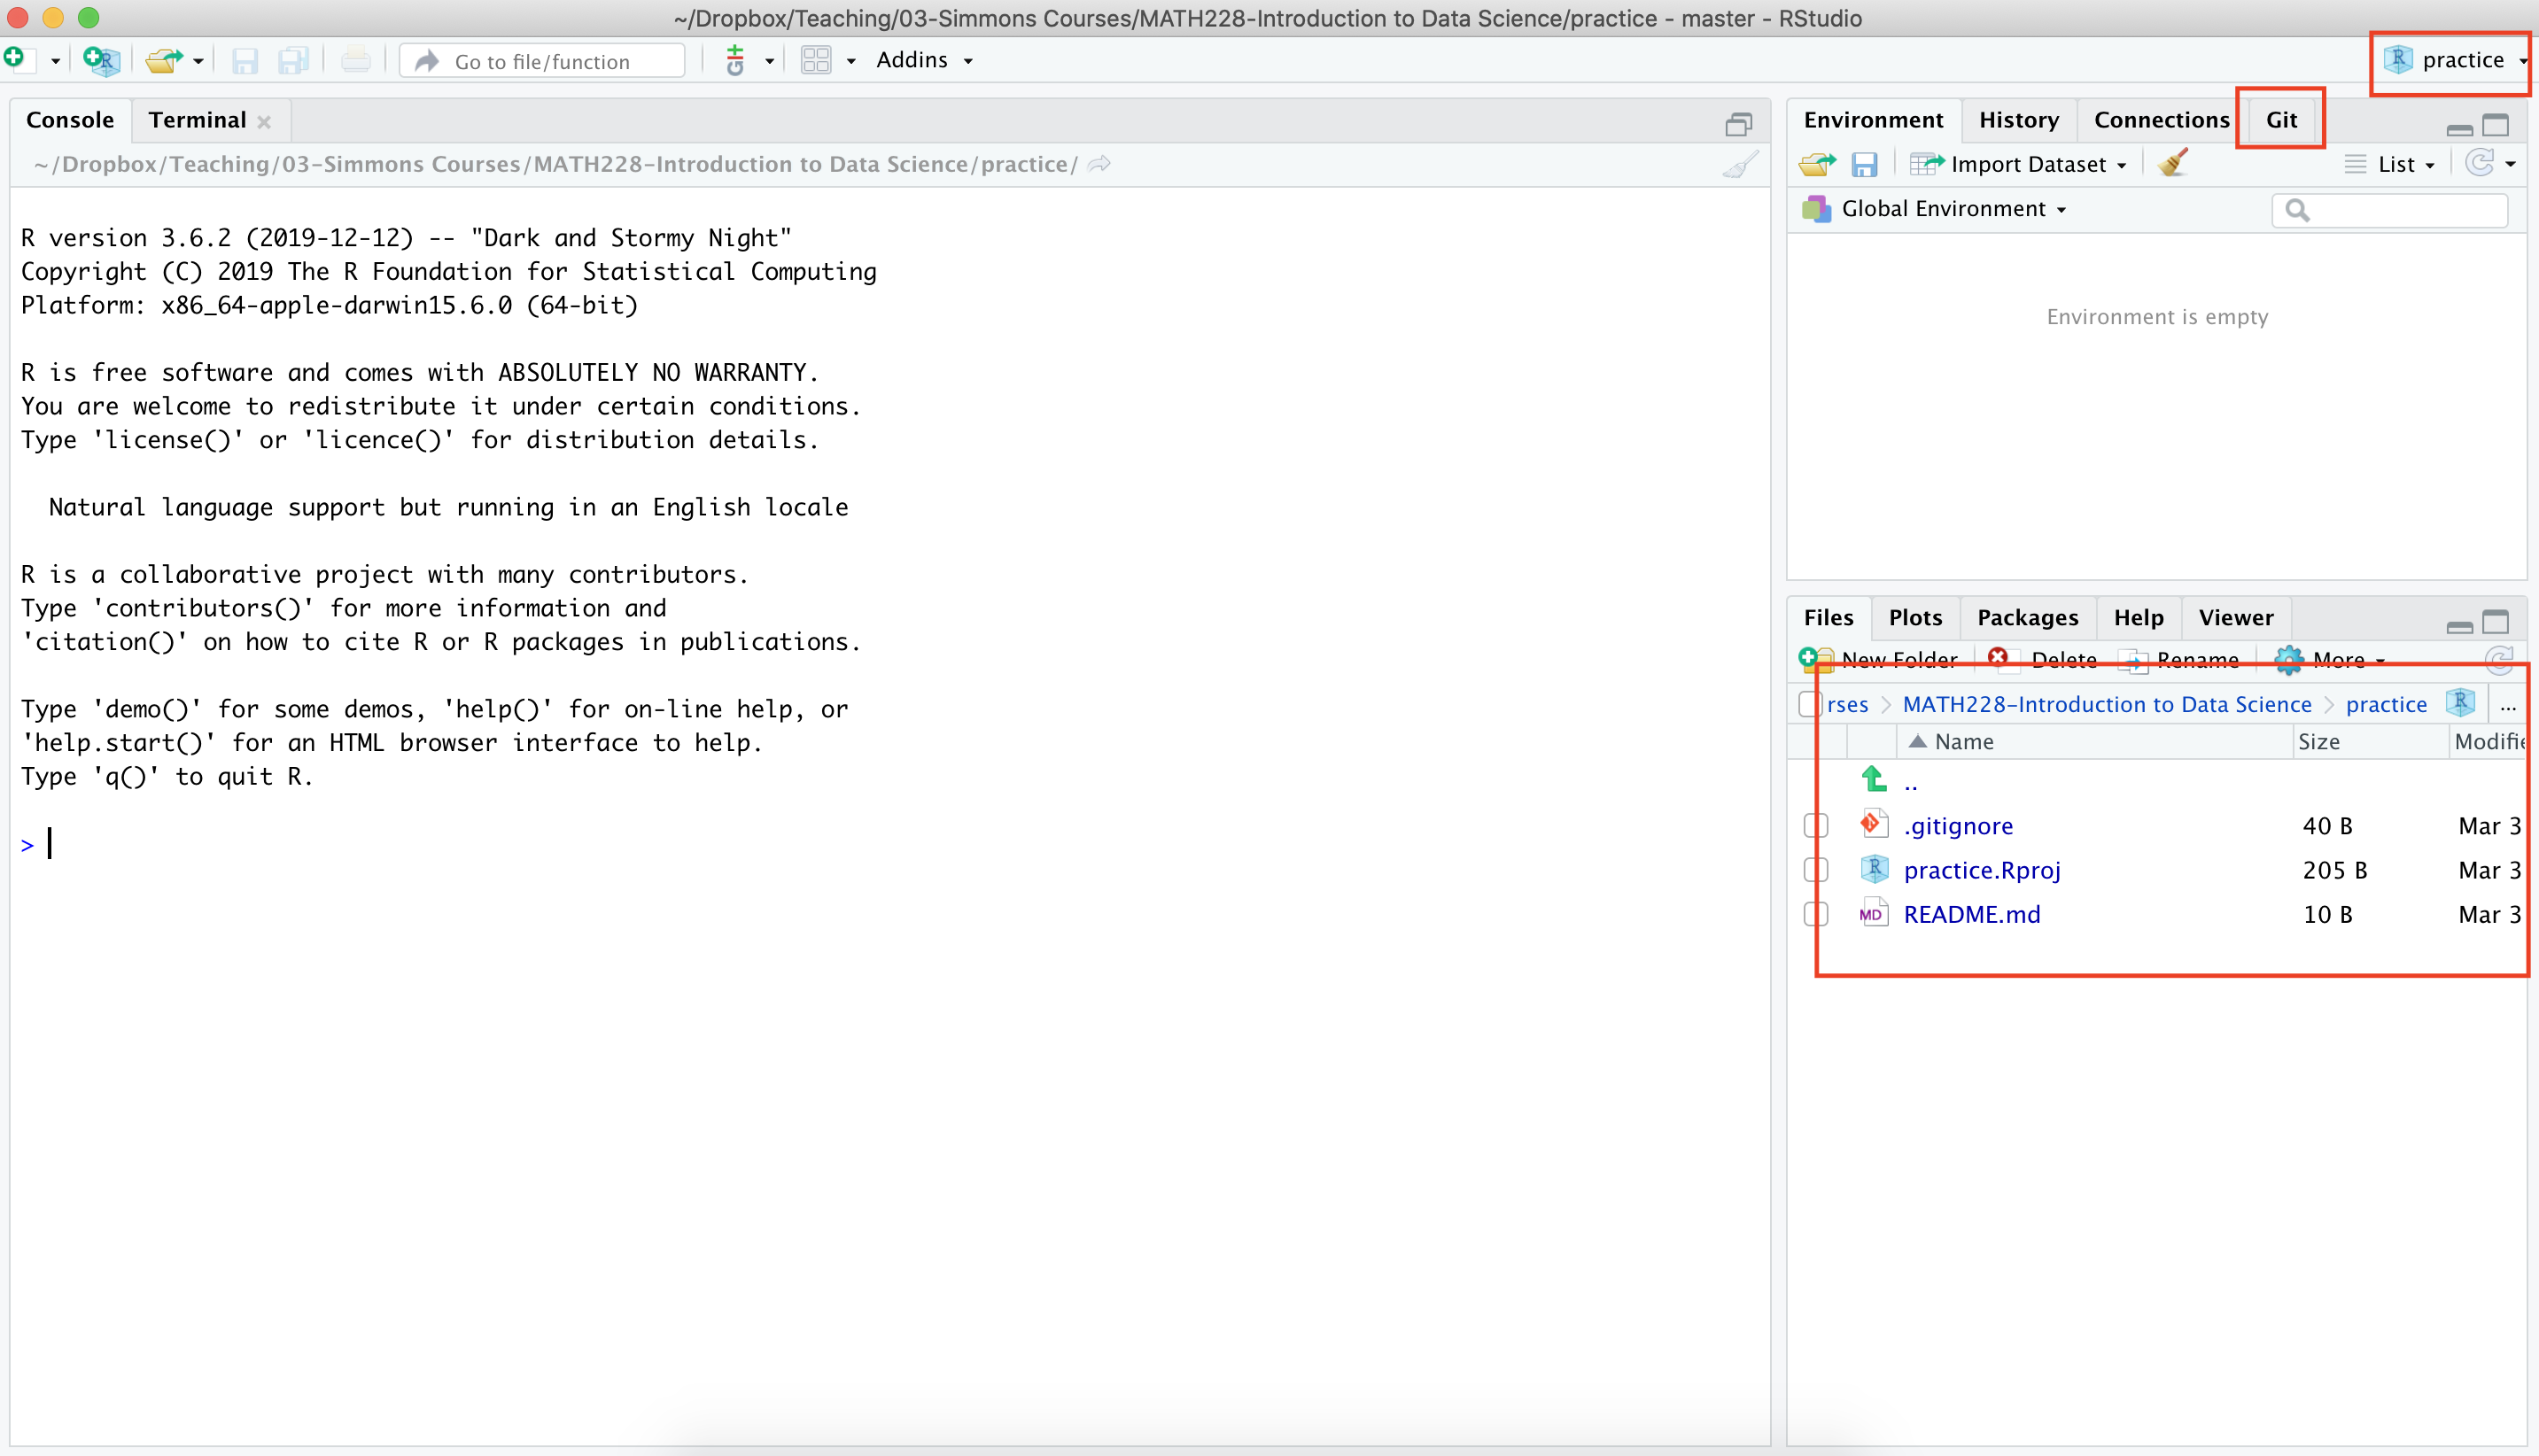 ~/Dropbox/Teaching/03-Simmons Courses/MATH228-Introduction to Data Science/practice - master - RStudio
Go to file/function Git Addins practice
Console Terminal
~/Dropbox/Teaching/03-Simmons Courses/MATH228-Introduction to Data Science/practice/
R version 3.6.2 (2019-12-12) -- "Dark and Stormy Night"
Copyright (C) 2019 The R Foundation for Statistical Computing
Platform: x86_64-apple-darwin15.6.0 (64-bit)
R is free software and comes with ABSOLUTELY NO WARRANTY.
You are welcome to redistribute it under certain conditions.
Type 'license()' or 'licence()' for distribution details.
Natural language support but running in an English locale
R is a collaborative project with many contributors.
Type 'contributors()' for more information and
'citation()' on how to cite R or R packages in publications.
Type 'demo()' for some demos, 'help()' for on-line help, or
'help.start()' for an HTML browser interface to help.
Type 'q()' to quit R.
>
Environment History Connections Git
Import Dataset List
Global Environment
Environment is empty
Files Plots Packages Help Viewer
New Folder Delete Rename More
rses MATH228-Introduction to Data Science practice ...
Name Size Modifie
..
.gitignore 40 B Mar 3
practice.Rproj 205 B Mar 3
README.md 10 B Mar 3